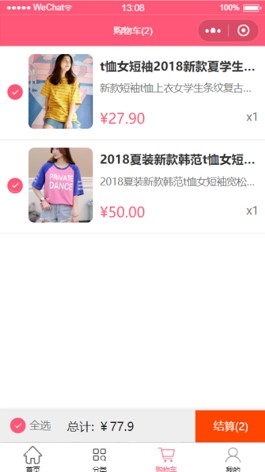 WeChat 13:08 100%
购物车(2)
t恤女短袖2018新款夏学生...
新款短袖t恤上衣女学生条纹复古...
¥27.90 x1
2018夏装新款韩范t恤女短...
2018夏装新款韩范t恤女短袖宽松...
PRIVATE
DANCE
¥50.00 x1
全选 总计: ¥77.9 结算(2)
首页 分类 购物车 我的